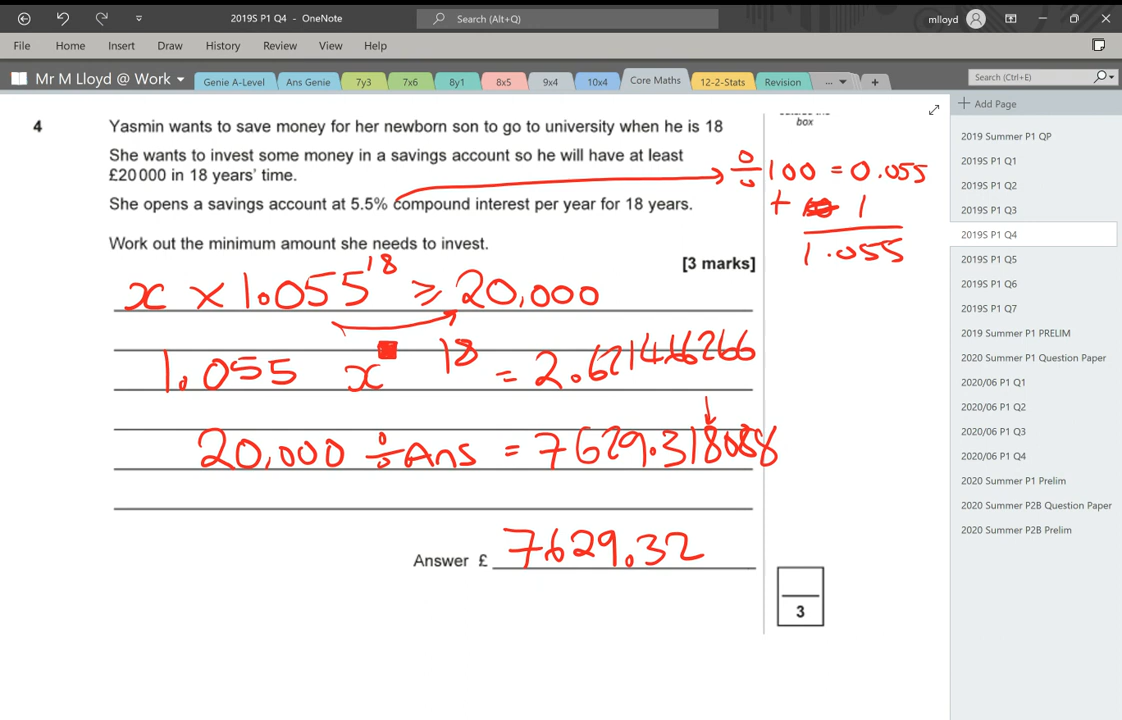 2019S P1 Q4 - OneNote
Search (Alt+Q)
mlloyd
File Home Insert Draw History Review View Help
Mr M Lloyd @ Work
Genie A-Level Ans Genie 7y3 7x6 8y1 8x5 9x4 10x4 Core Maths 12-2-Stats Revision ... +
Search (Ctrl+E)
Add Page
2019 Summer P1 QP
2019S P1 Q1
2019S P1 Q2
2019S P1 Q3
2019S P1 Q4
2019S P1 Q5
2019S P1 Q6
2019S P1 Q7
2019 Summer P1 PRELIM
2020 Summer P1 Question Paper
2020/06 P1 Q1
2020/06 P1 Q2
2020/06 P1 Q3
2020/06 P1 Q4
2020 Summer P1 Prelim
2020 Summer P2B Question Paper
2020 Summer P2B Prelim
box
4 Yasmin wants to save money for her newborn son to go to university when he is 18
She wants to invest some money in a savings account so he will have at least
£20 000 in 18 years' time.
She opens a savings account at 5.5% compound interest per year for 18 years.
Work out the minimum amount she needs to invest.
[3 marks]
÷ 100 = 0.055
+ 1
1.055
x × 1.055^18 ≥ 20,000
1.055 x^■ 18 = 2.621466266
20,000 ÷ Ans = 7629.318088
Answer £ 7629.32
3